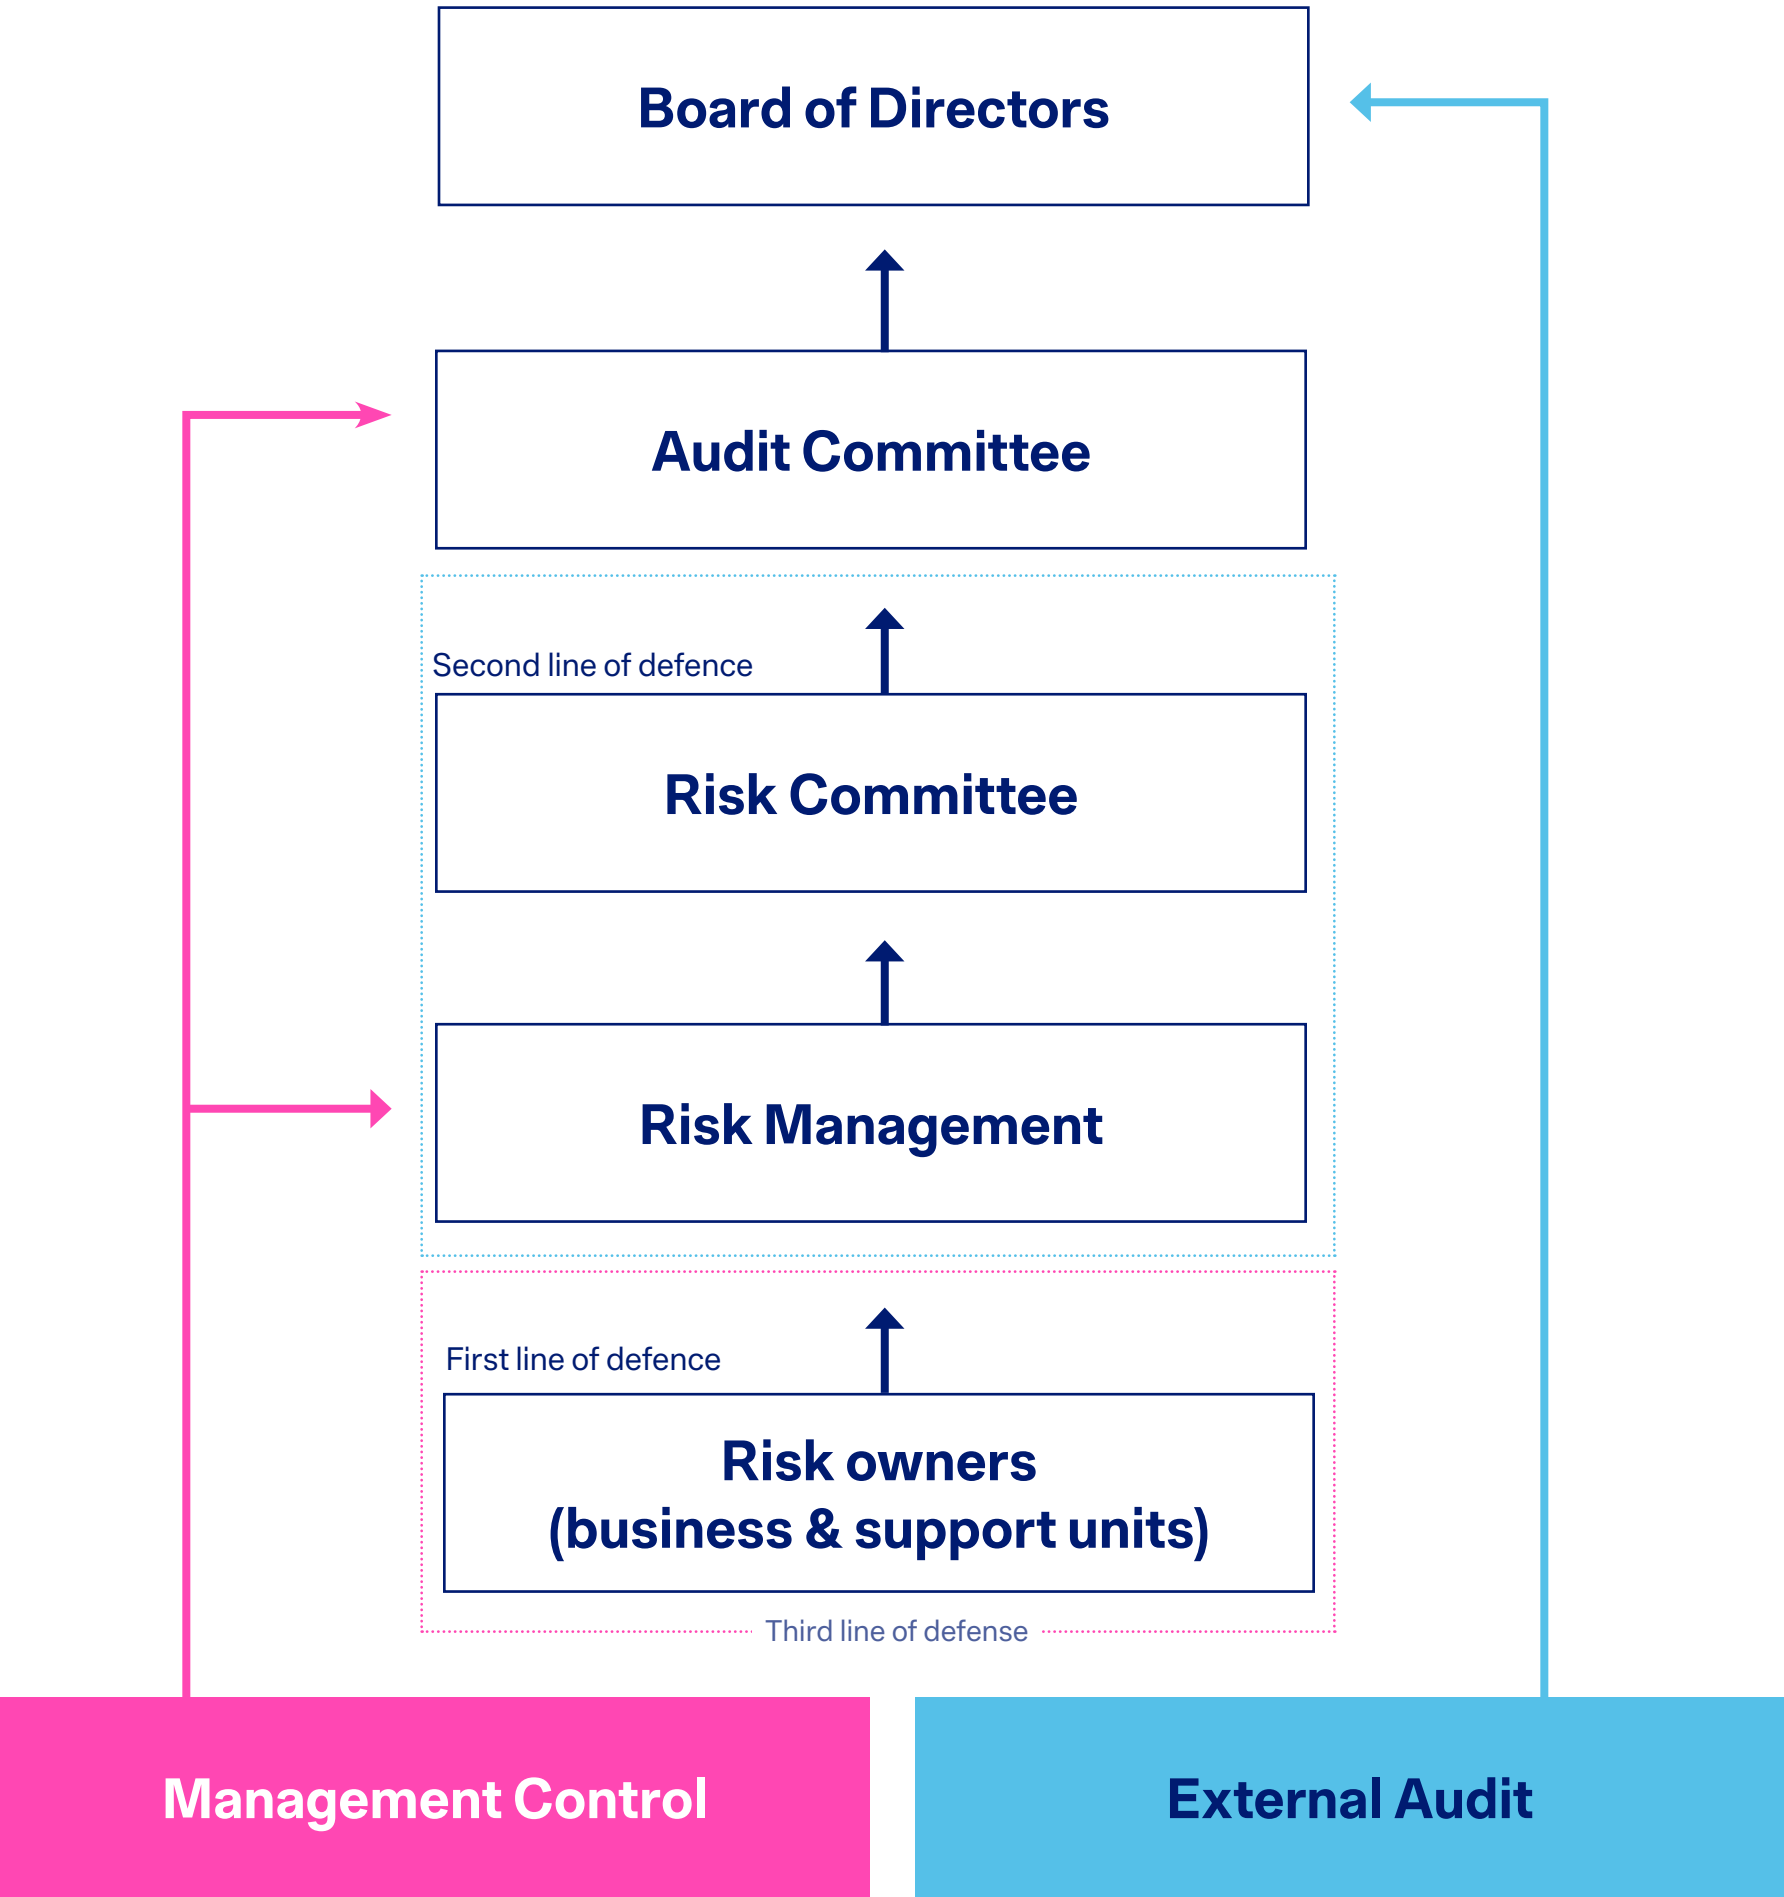 Board of Directors
Audit Committee
Second line of defence
Risk Committee
Risk Management
First line of defence
Risk owners
(business & support units)
Third line of defense
Management Control
External Audit